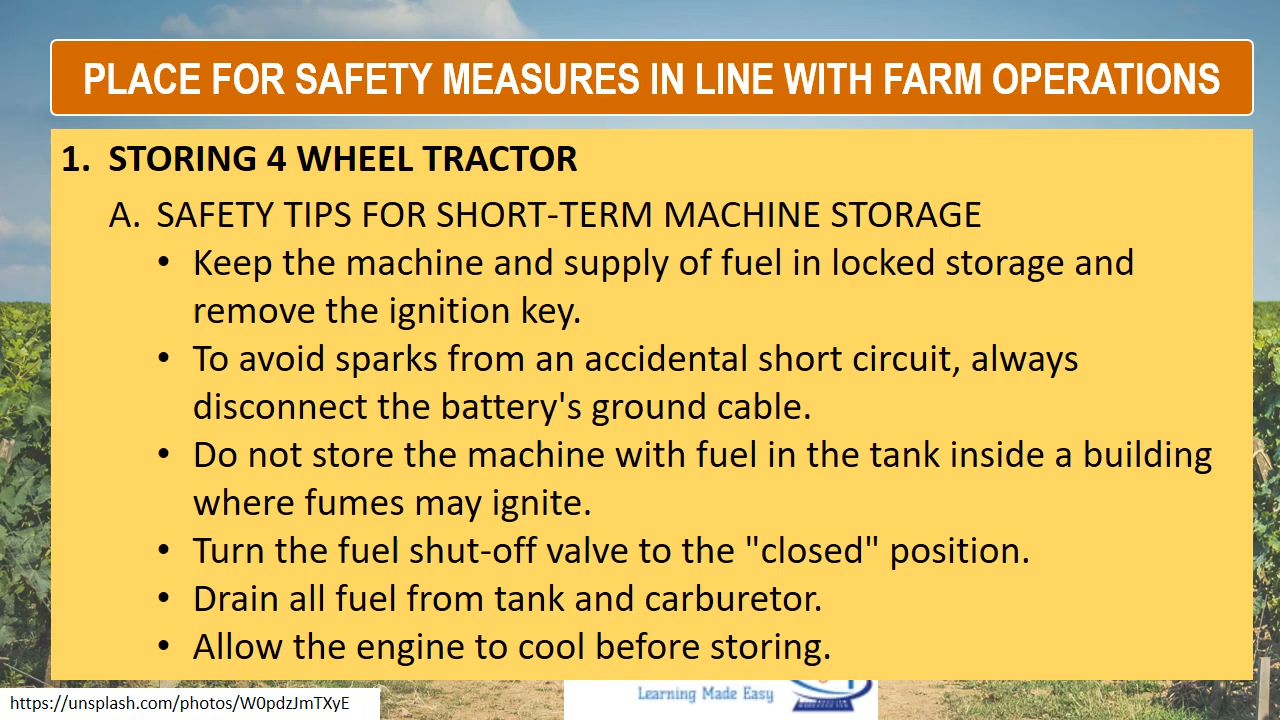 PLACE FOR SAFETY MEASURES IN LINE WITH FARM OPERATIONS
1. STORING 4 WHEEL TRACTOR
A. SAFETY TIPS FOR SHORT-TERM MACHINE STORAGE
• Keep the machine and supply of fuel in locked storage and
remove the ignition key.
• To avoid sparks from an accidental short circuit, always
disconnect the battery's ground cable.
• Do not store the machine with fuel in the tank inside a building
where fumes may ignite.
• Turn the fuel shut-off valve to the "closed" position.
• Drain all fuel from tank and carburetor.
• Allow the engine to cool before storing.
Learning Made Easy
https://unsplash.com/photos/W0pdzJmTXyE